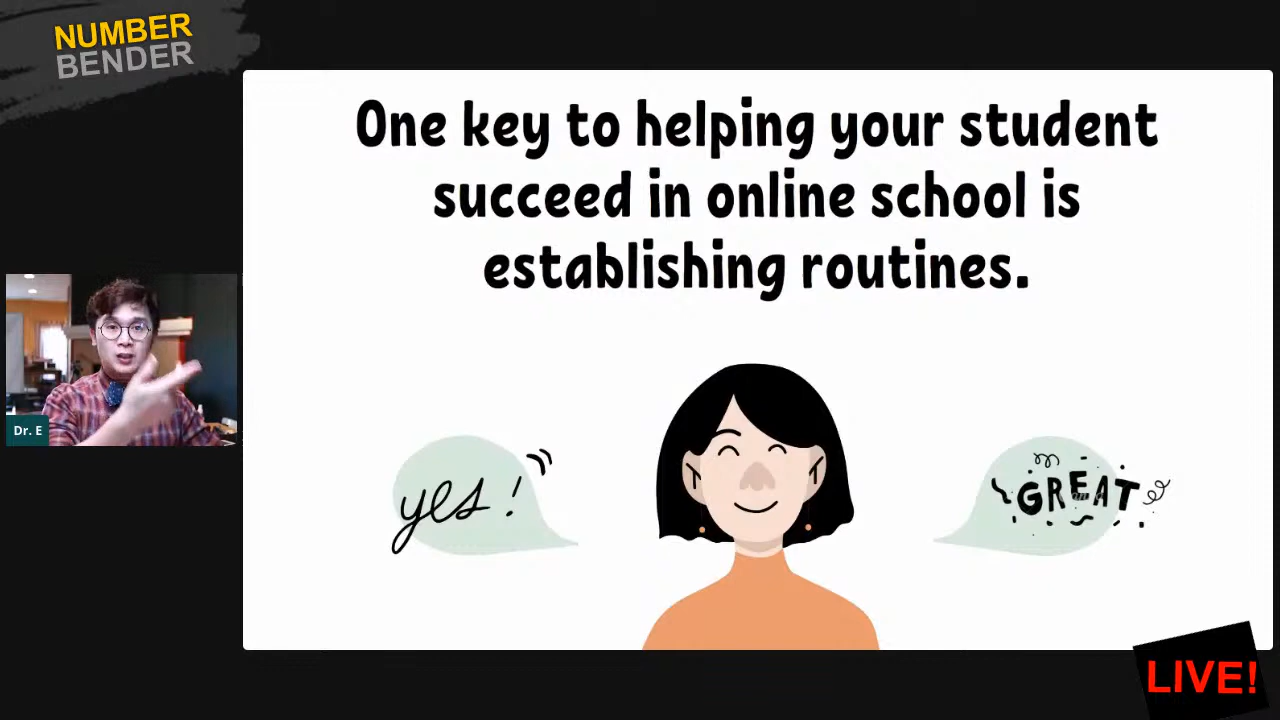 NUMBER
BENDER
One key to helping your student
succeed in online school is
establishing routines.
Dr. E
yes!
GREAT
LIVE!